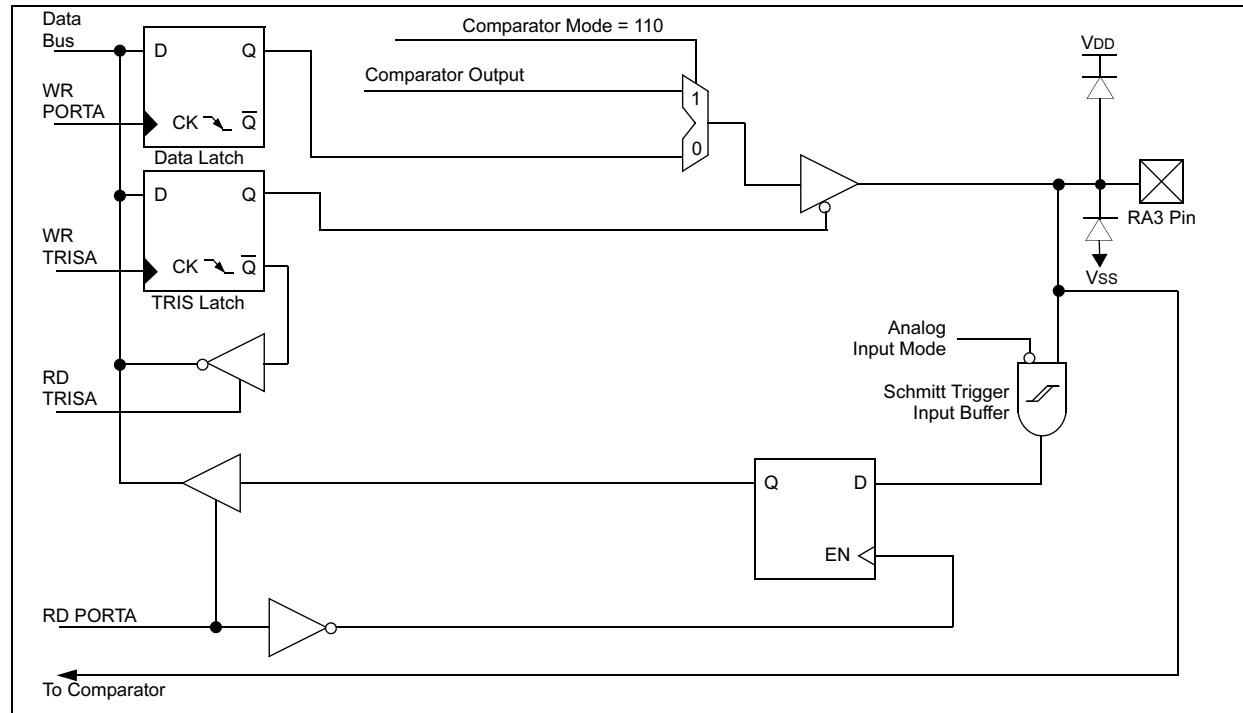 Data
Bus
D
Q
WR
PORTA
CK
Q̅
Data Latch
Comparator Mode = 110
Comparator Output
1
0
VDD
RA3 Pin
VSS
D
Q
WR
TRISA
CK
Q̅
TRIS Latch
RD
TRISA
Analog
Input Mode
Schmitt Trigger
Input Buffer
Q
D
EN
RD PORTA
To Comparator